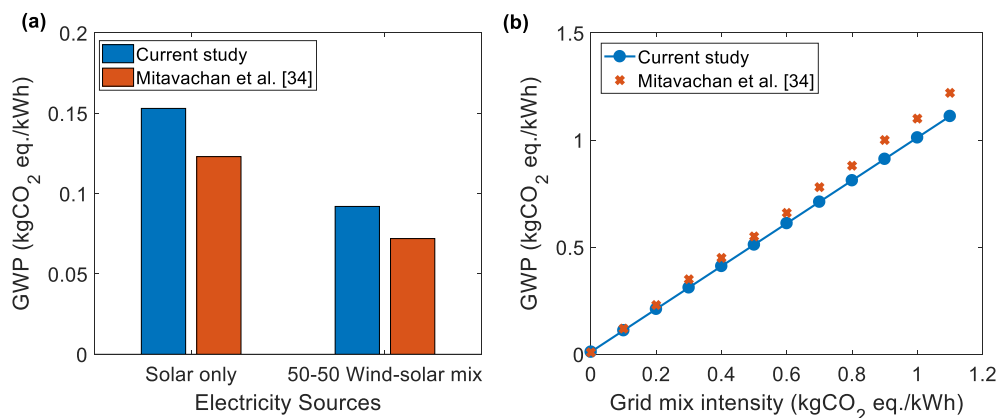 (a)
0.2
0.15
0.1
0.05
0
GWP (kgCO2 eq./kWh)
Current study
Mitavachan et al. [34]
Solar only
50-50 Wind-solar mix
Electricity Sources
(b)
1.5
1
0.5
0
GWP (kgCO2 eq./kWh)
Current study
Mitavachan et al. [34]
0
0.2
0.4
0.6
0.8
1
1.2
Grid mix intensity (kgCO2 eq./kWh)